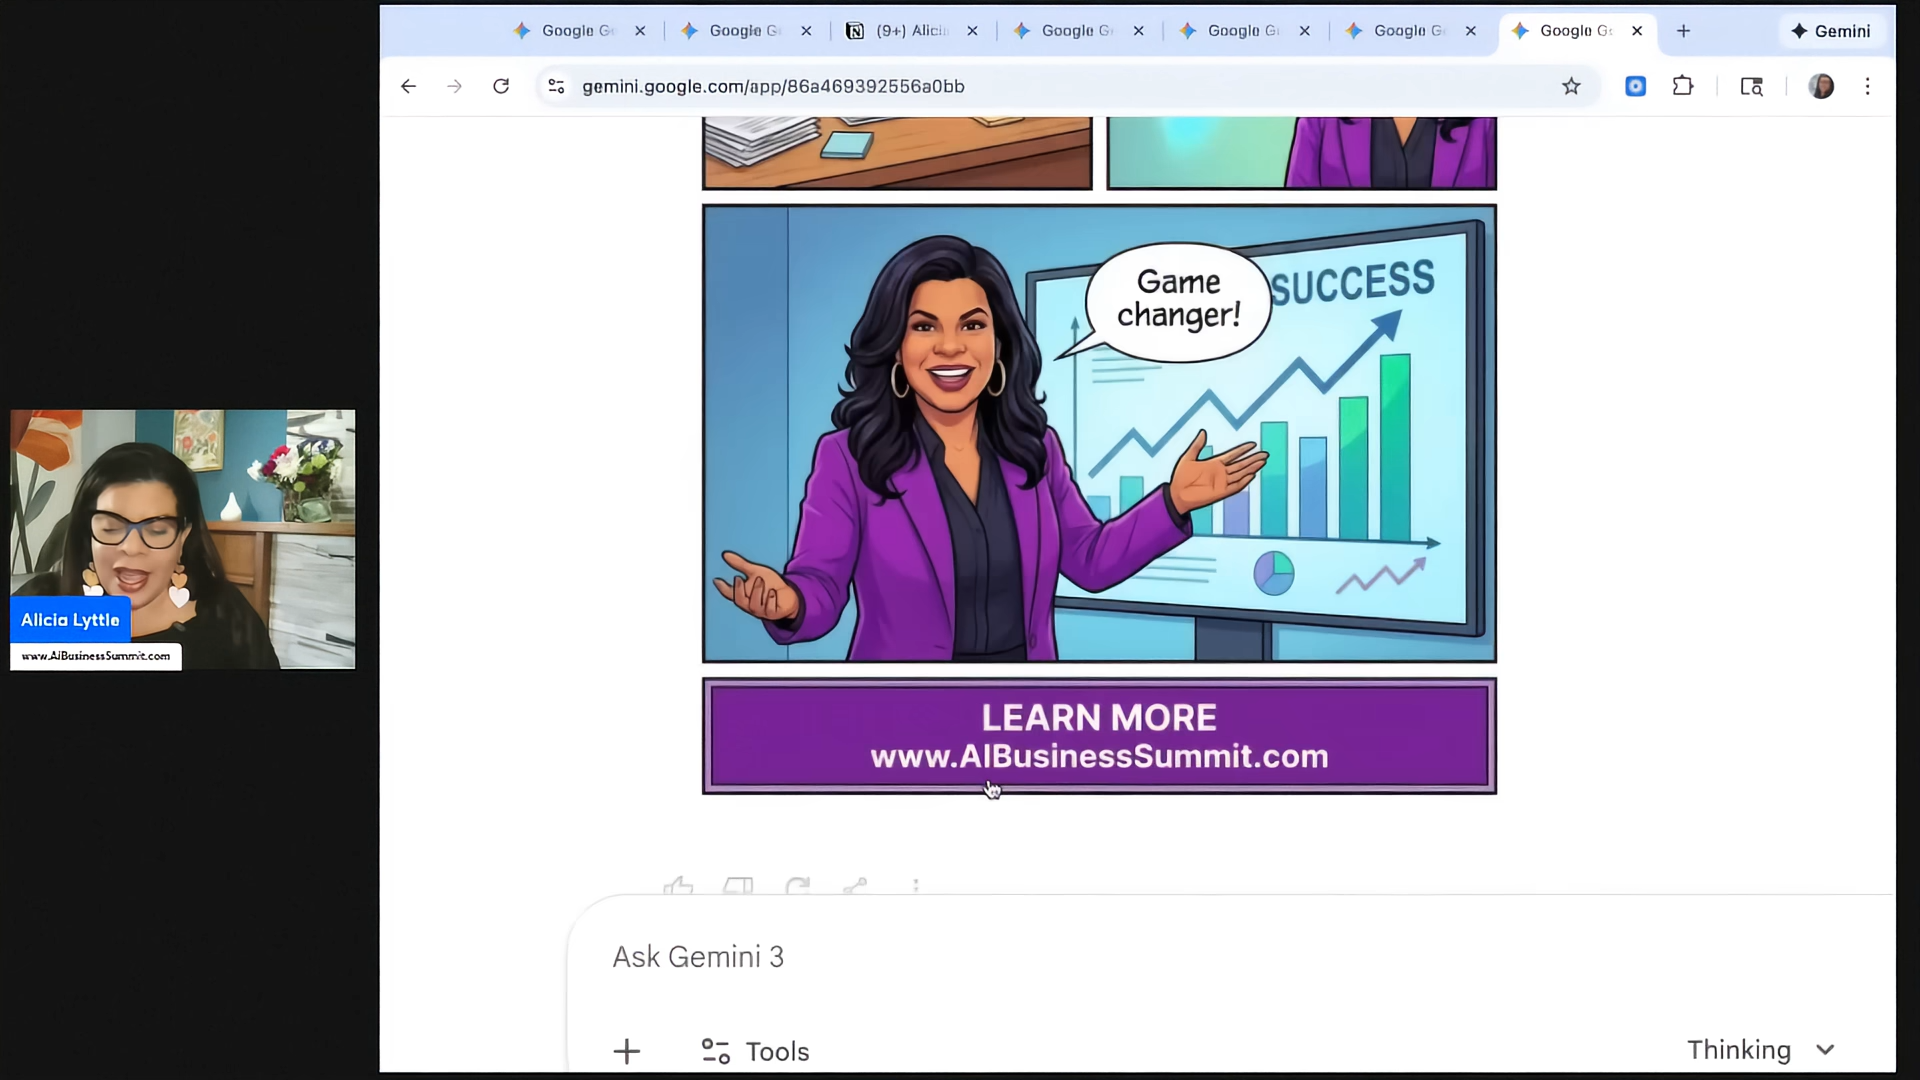 Google G
Google G
(9+) Alici
Google G
Google G
Google G
Google G
Gemini
gemini.google.com/app/86a469392556a0bb
SUCCESS
Game
changer!
LEARN MORE
www.AIBusinessSummit.com
Alicia Lyttle
www.AiBusinessSummit.com
Ask Gemini 3
Tools
Thinking